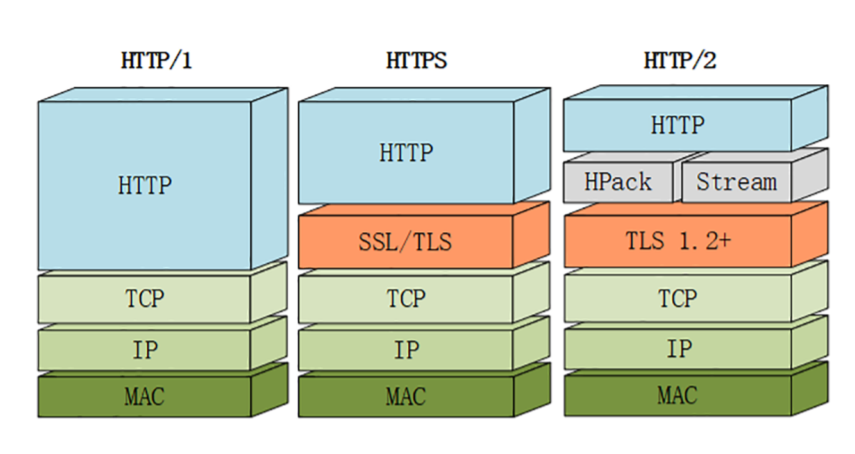 HTTP/1 HTTPS HTTP/2
HTTP HTTP HTTP
HPack Stream
SSL/TLS TLS 1.2+
TCP TCP TCP
IP IP IP
MAC MAC MAC